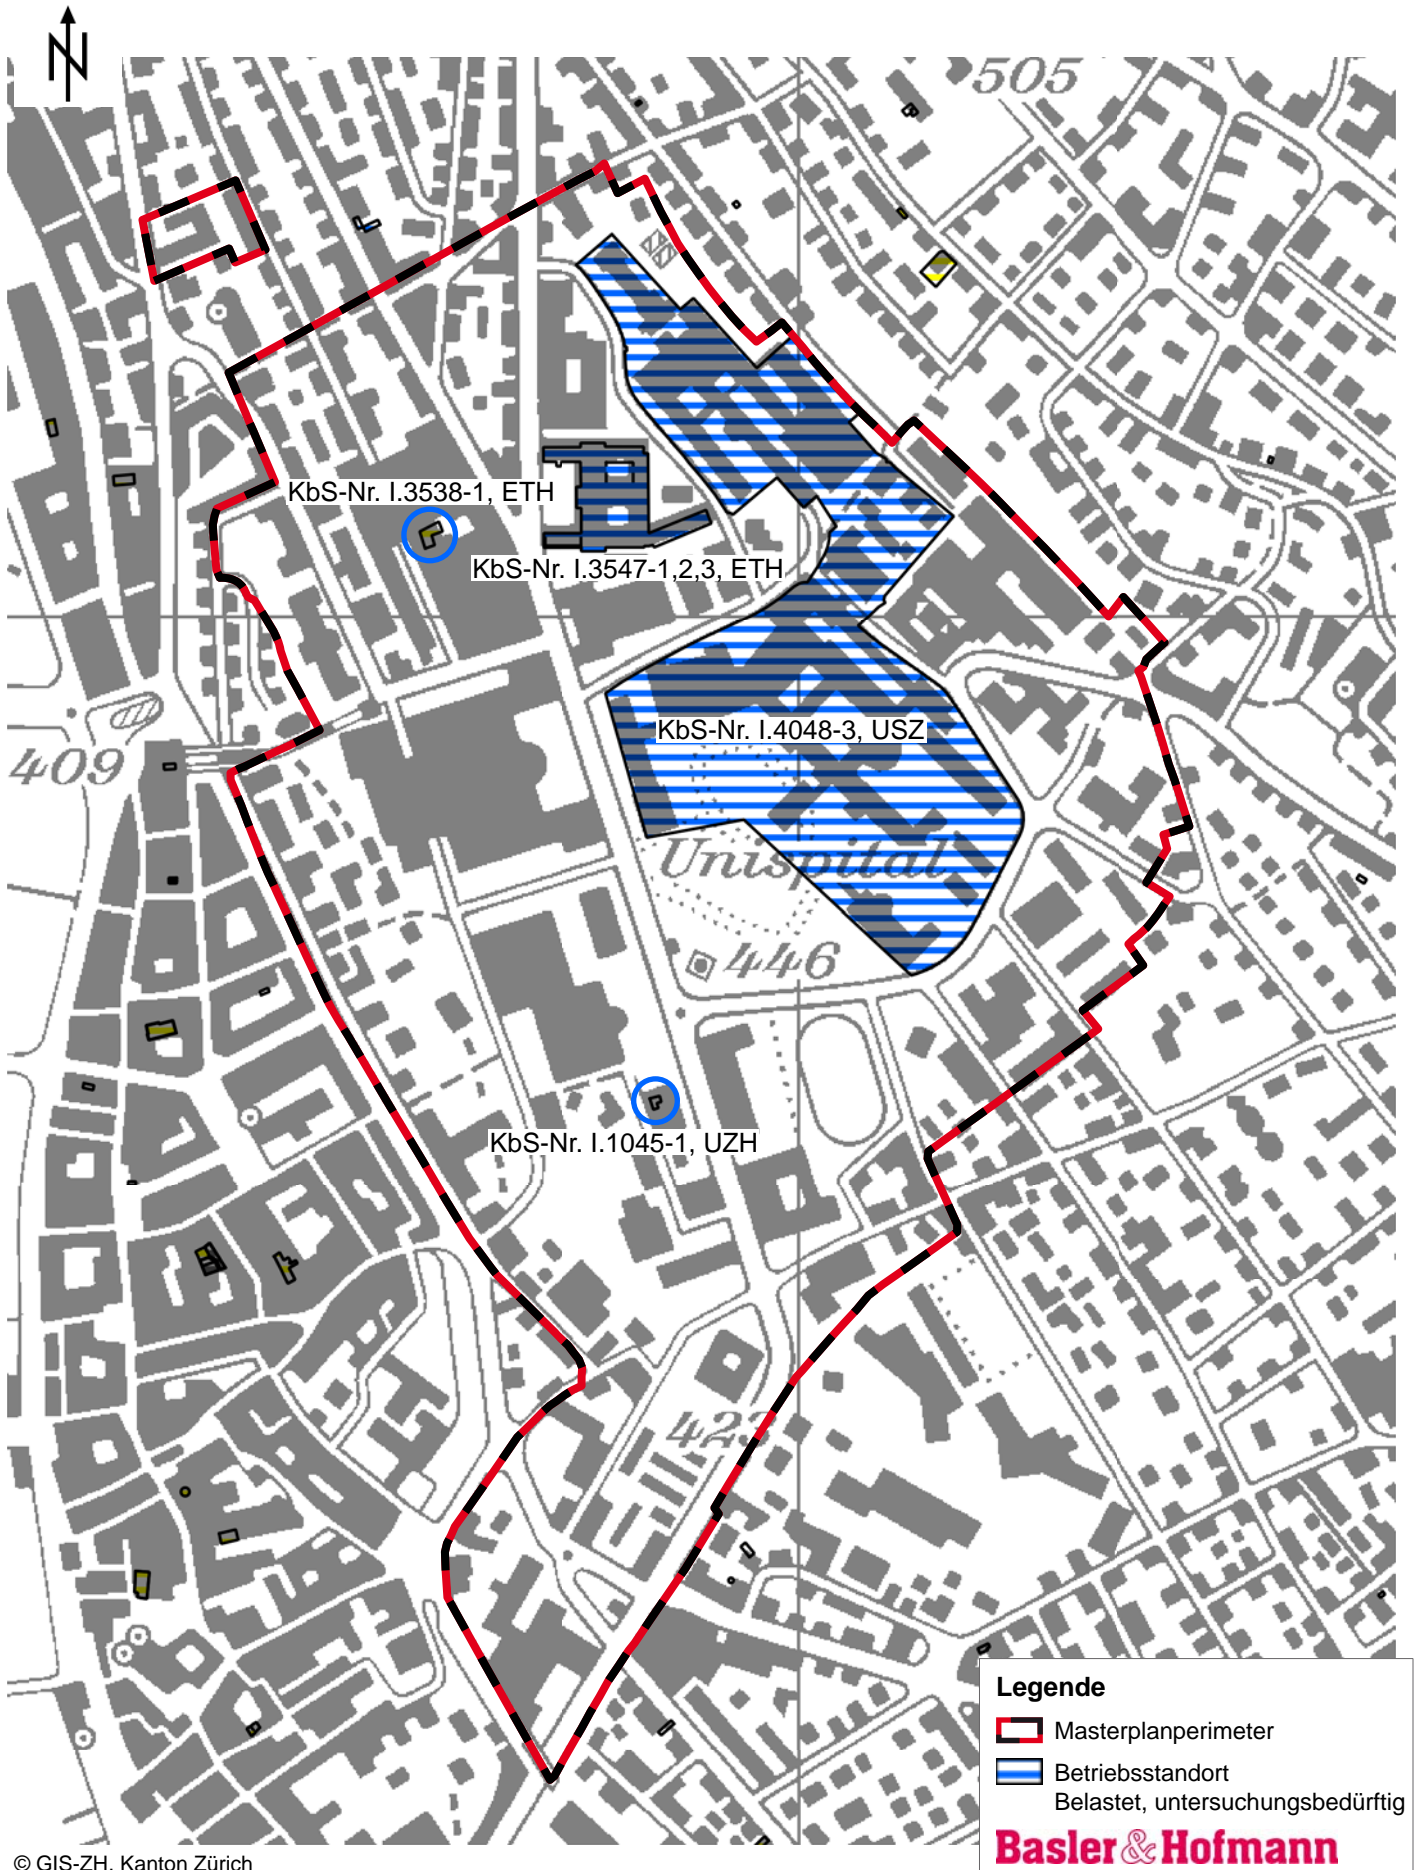 N
505
KbS-Nr. I.3538-1, ETH
KbS-Nr. I.3547-1,2,3, ETH
KbS-Nr. I.4048-3, USZ
409
Unispital
446
KbS-Nr. I.1045-1, UZH
423
Legende
Masterplanperimeter
Betriebsstandort
Belastet, untersuchungsbedürftig
Basler & Hofmann
© GIS-ZH, Kanton Zürich